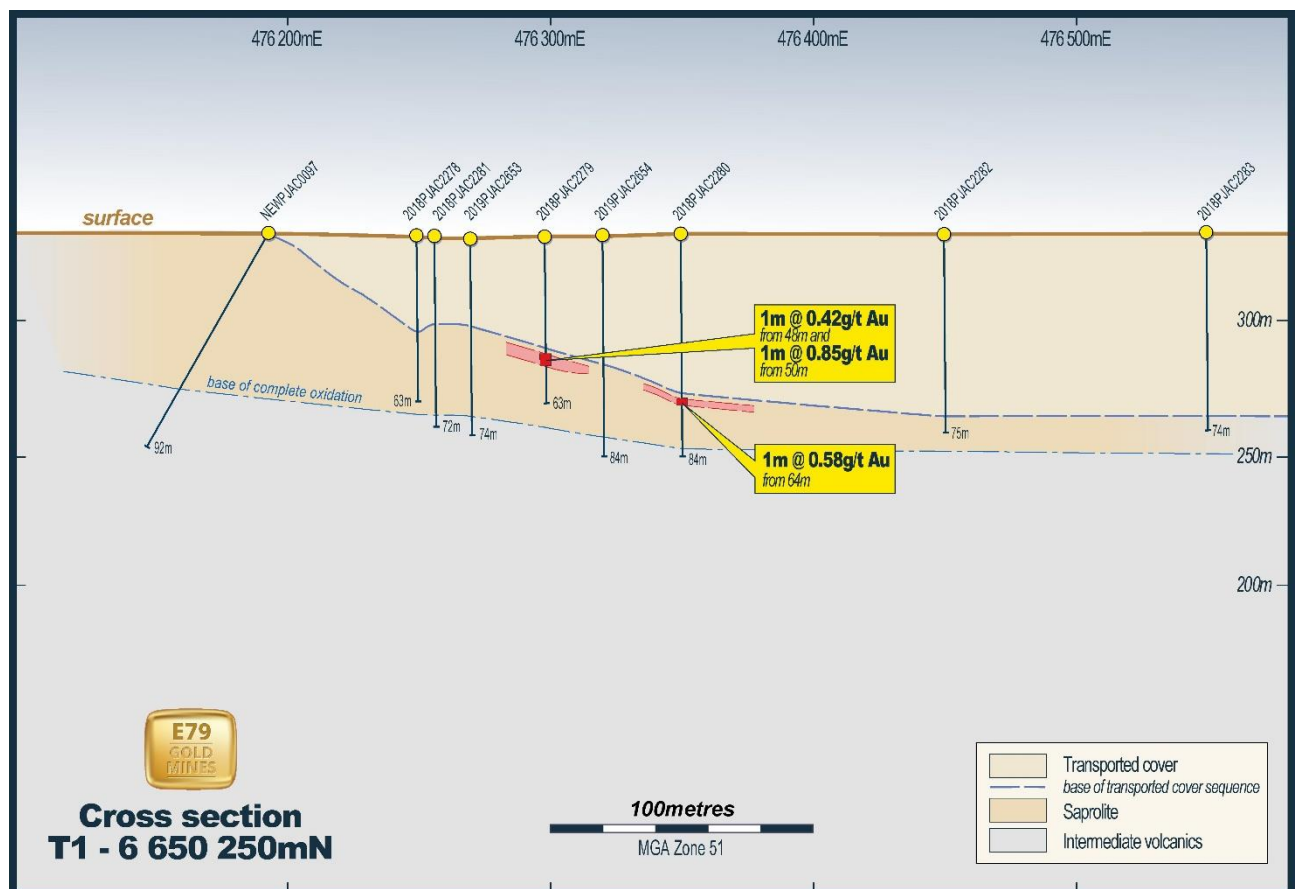 476 200mE
476 300mE
476 400mE
476 500mE
NEWPJAC0097
2018PJAC2278
2018PJAC2281
2019PJAC2653
2018PJAC2279
2019PJAC2654
2018PJAC2280
2018PJAC2282
2018PJAC2283
surface
300m
1m @ 0.42g/t Au
from 48m and
1m @ 0.85g/t Au
from 50m
base of complete oxidation
63m
63m
72m
74m
75m
74m
92m
84m
84m
1m @ 0.58g/t Au
from 64m
250m
200m
E79
GOLD
MINES
Cross section
T1 - 6 650 250mN
100metres
MGA Zone 51
Transported cover
base of transported cover sequence
Saprolite
Intermediate volcanics